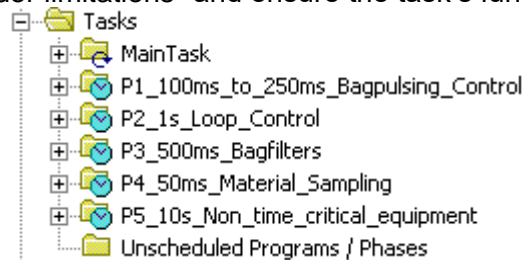 Tasks
MainTask
P1_100ms_to_250ms_Bagpulsing_Control
P2_1s_Loop_Control
P3_500ms_Bagfilters
P4_50ms_Material_Sampling
P5_10s_Non_time_critical_equipment
Unscheduled Programs / Phases